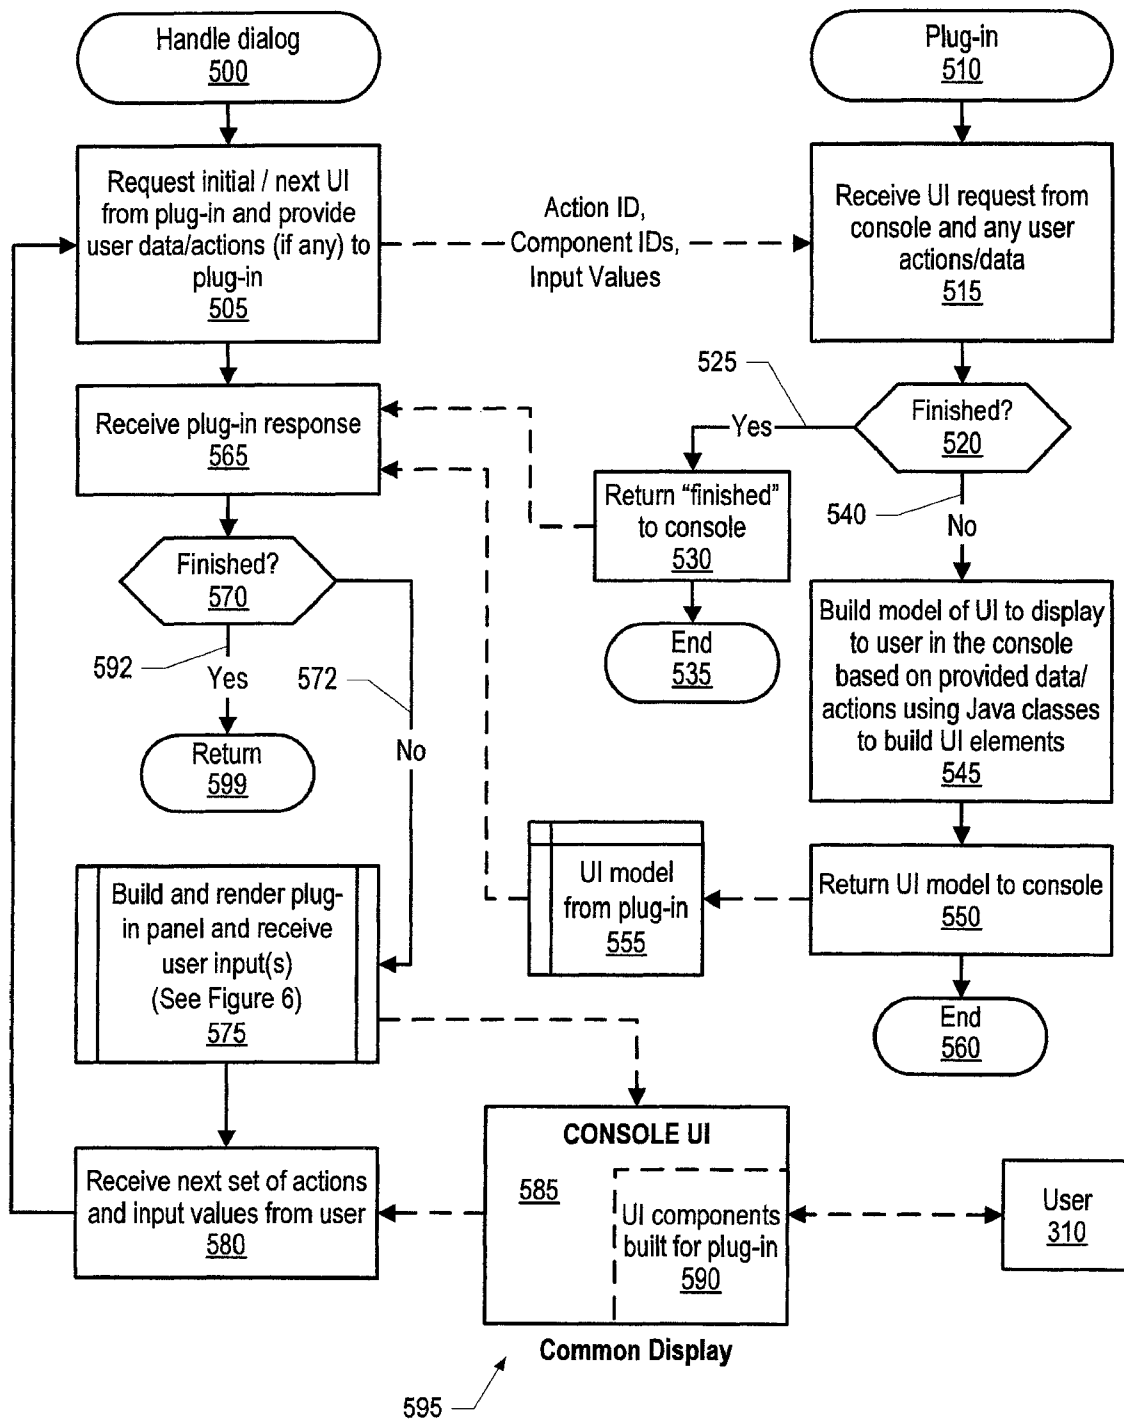 Handle dialog
500
Plug-in
510
Request initial / next UI
from plug-in and provide
user data/actions (if any) to
plug-in
505
Action ID,
Component IDs,
Input Values
Receive UI request from
console and any user
actions/data
515
525
Receive plug-in response
565
Yes
Finished?
520
Return “finished”
to console
530
540
No
Finished?
570
End
535
592
Yes
572
No
Build model of UI to display
to user in the console
based on provided data/
actions using Java classes
to build UI elements
545
Return
599
UI model
from plug-in
555
Return UI model to console
550
Build and render plug-
in panel and receive
user input(s)
(See Figure 6)
575
End
560
CONSOLE UI
585
UI components
built for plug-in
590
User
310
Receive next set of actions
and input values from user
580
Common Display
595